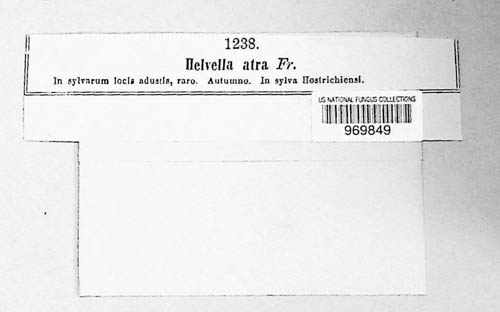 1238.
Helvella atra Fr.
In sylvarum locis adustis, raro. Autumno. In sylva Hostrichiensi.
US NATIONAL FUNGUS COLLECTIONS
969849